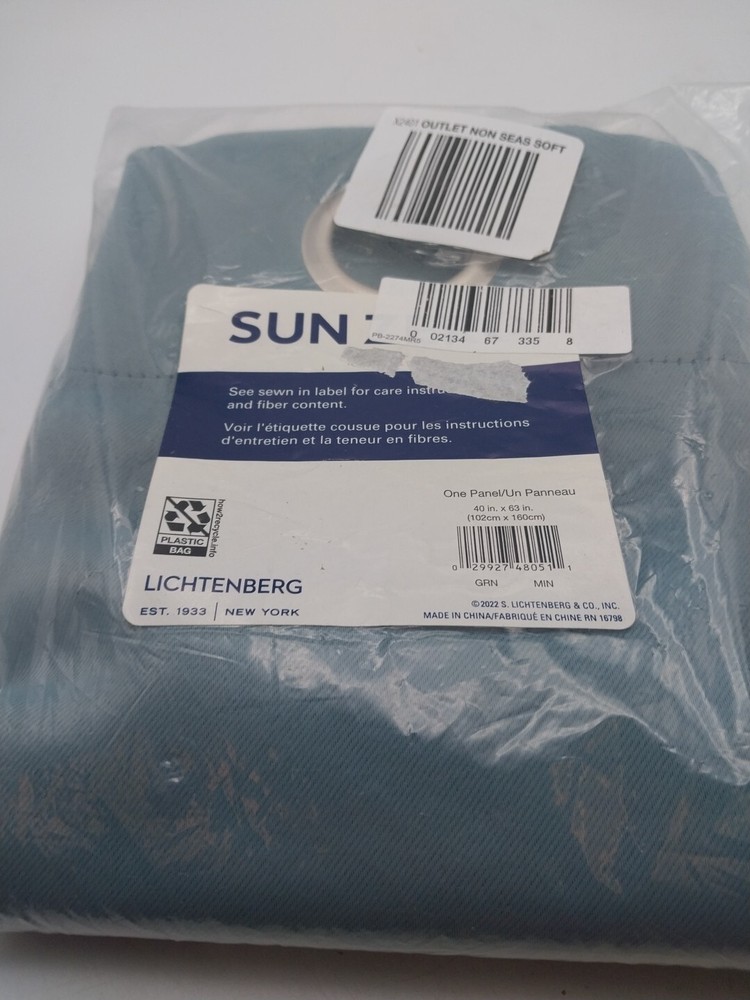 N2407 OUTLET NON SEAS SOFT
SUN
PB-2274MRS
0 02134 67 335 8
See sewn in label for care
and fiber content.
Voir l'étiquette cousue pour les instructions
d'entretien et la teneur en fibres.
One Panel/Un Panneau
40 in. x 63 in.
(102cm x 160cm)
how2recycle.info
PLASTIC
BAG
0 29927 48051 1
GRN MIN
LICHTENBERG
EST. 1933 | NEW YORK
©2022 S. LICHTENBERG & CO., INC.
MADE IN CHINA/FABRIQUÉ EN CHINE RN 16798